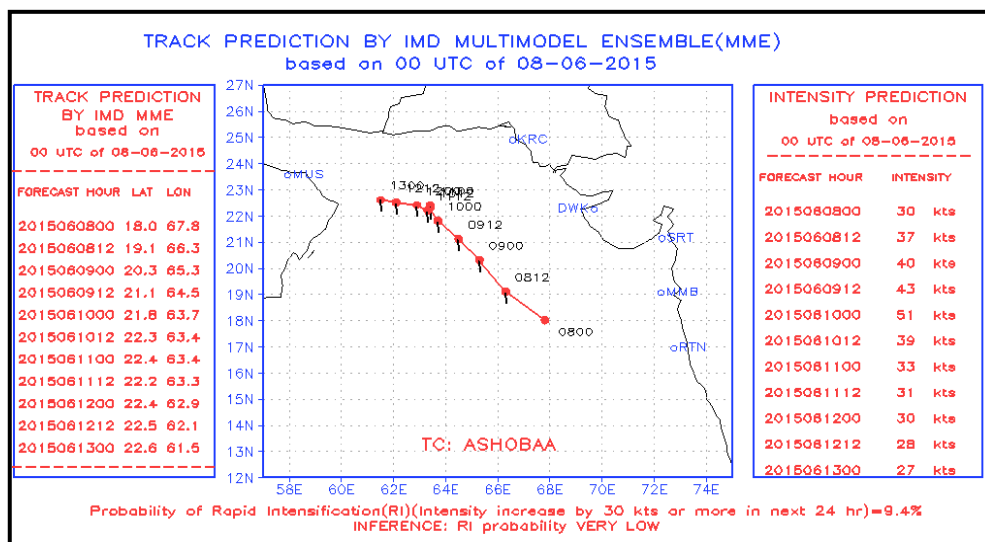 TRACK PREDICTION BY IMD MULTIMODEL ENSEMBLE(MME)
based on 00 UTC of 08-06-2015
TRACK PREDICTION
BY IMD MME
based on
00 UTC of 08-06-2015
FORECAST HOUR LAT LON
2015060800 18.0 67.8
2015060812 19.1 66.3
2015060900 20.3 65.3
2015060912 21.1 64.5
2015061000 21.8 63.7
2015061012 22.3 63.4
2015061100 22.4 63.4
2015061112 22.2 63.3
2015061200 22.4 62.9
2015061212 22.5 62.1
2015061300 22.6 61.5
27N
26N
25N
24N
23N
22N
21N
20N
19N
18N
17N
16N
15N
14N
13N
12N
58E 60E 62E 64E 66E 68E 70E 72E 74E
KRC
MUS
DWK
SRT
MMB
RTN
1300
1212
1112
1000
0912
0900
0812
0800
TC: ASHOBAA
INTENSITY PREDICTION
based on
00 UTC of 08-06-2015
FORECAST HOUR INTENSITY
2015060800 30 kts
2015060812 37 kts
2015060900 40 kts
2015060912 43 kts
2015061000 51 kts
2015061012 39 kts
2015061100 33 kts
2015061112 31 kts
2015061200 30 kts
2015061212 28 kts
2015061300 27 kts
Probability of Rapid Intensification(RI)(Intensity increase by 30 kts or more in next 24 hr)=9.4%
INFERENCE: RI probability VERY LOW